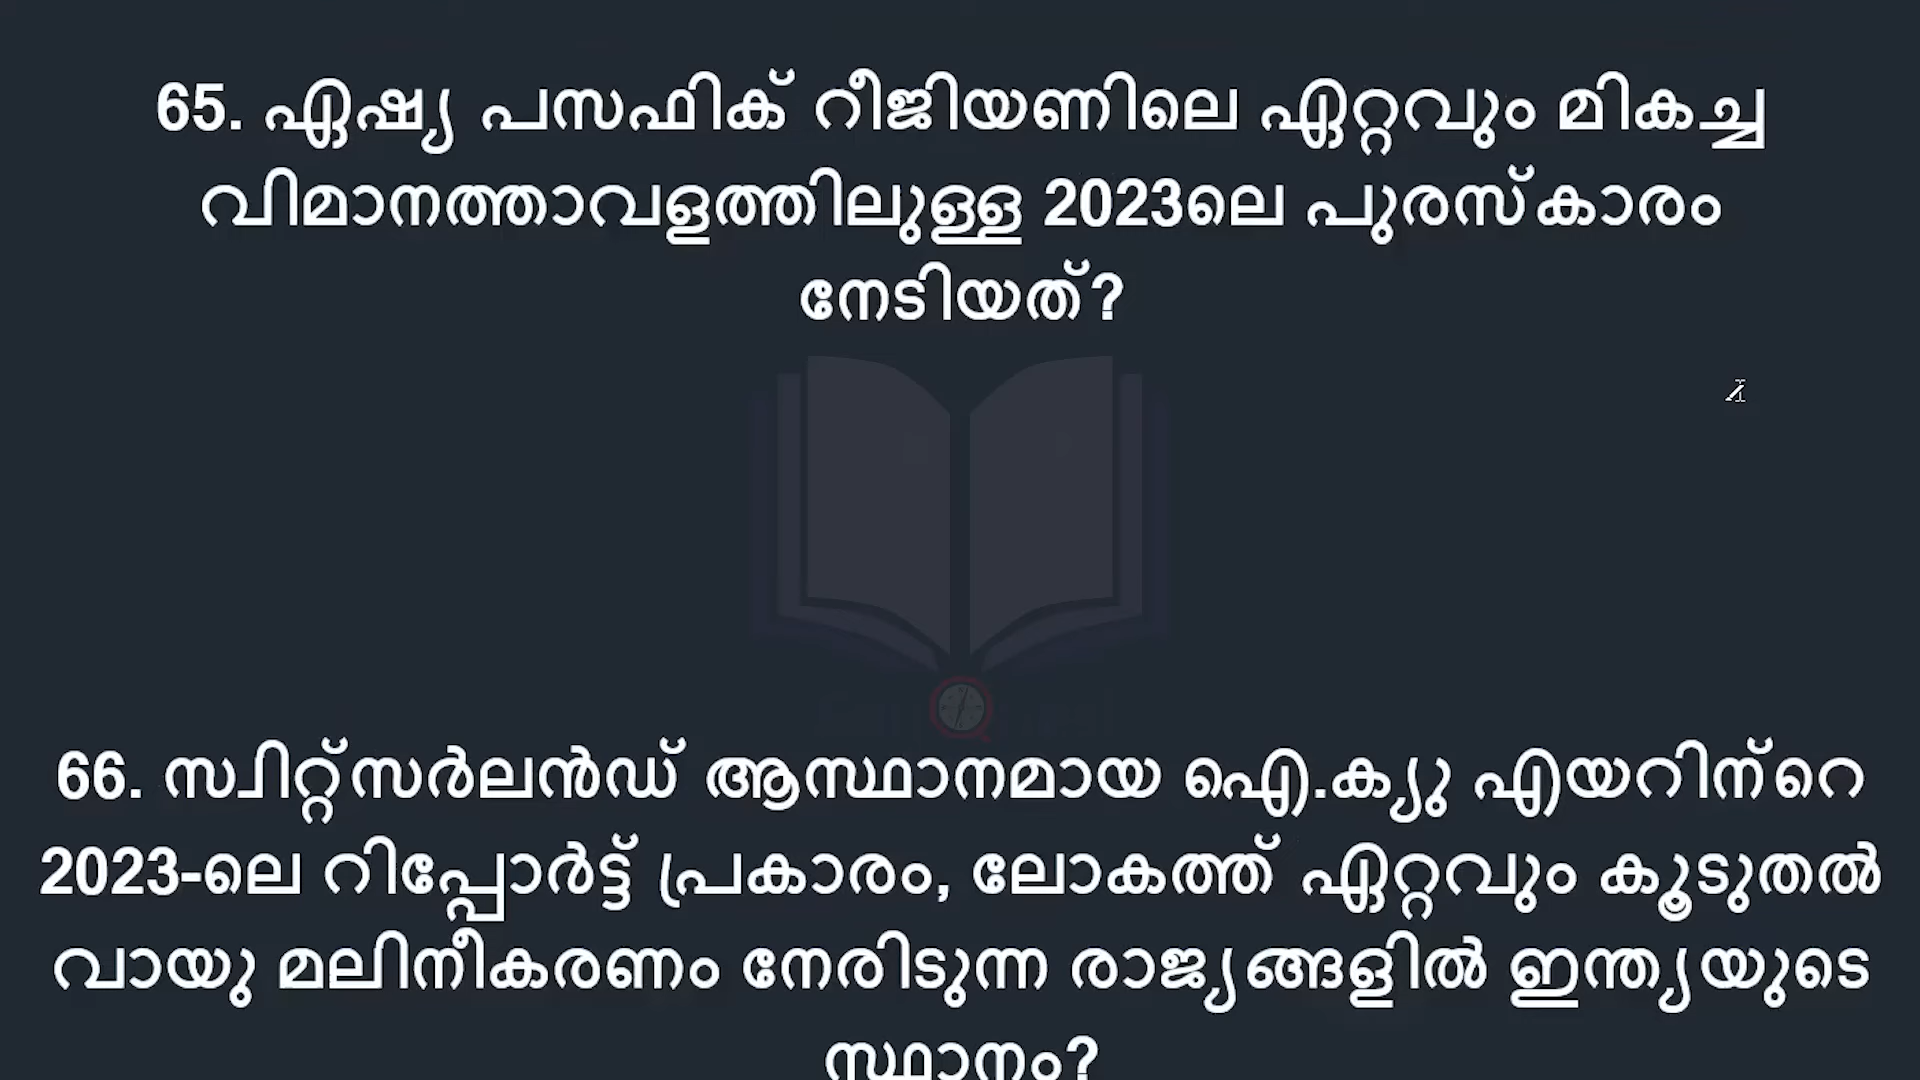 65. ഏഷ്യ പസഫിക് റീജിയണിലെ ഏറ്റവും മികച്ച
വിമാനത്താവളത്തിലുള്ള 2023ലെ പുരസ്കാരം
നേടിയത്?
66. സ്വിറ്റ്സർലൻഡ് ആസ്ഥാനമായ ഐ.ക്യു എയറിന്റെ
2023-ലെ റിപ്പോർട്ട് പ്രകാരം, ലോകത്ത് ഏറ്റവും കൂടുതൽ
വായു മലിനീകരണം നേരിടുന്ന രാജ്യങ്ങളിൽ ഇന്ത്യയുടെ
സ്ഥാനം?